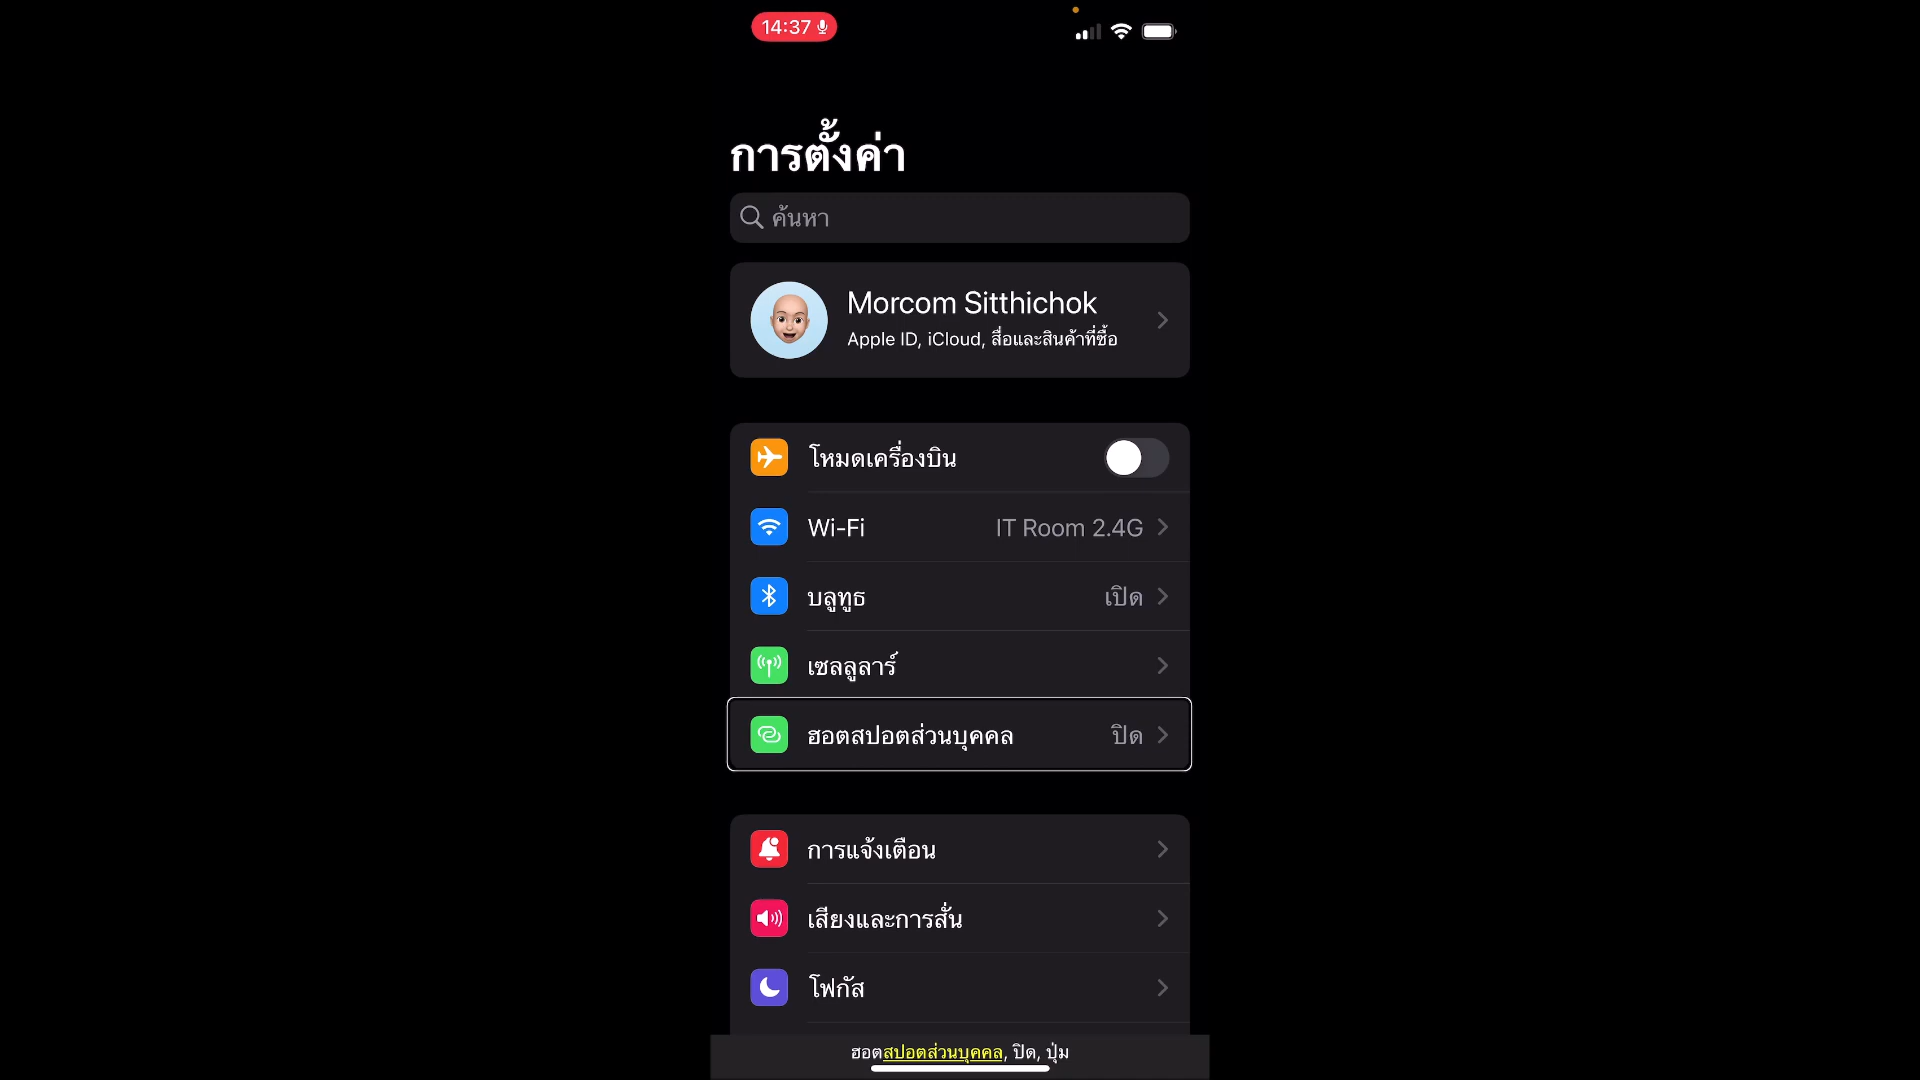 14:37
การตั้งค่า
ค้นหา
Morcom Sitthichok
Apple ID, iCloud, สื่อและสินค้าที่ซื้อ
โหมดเครื่องบิน
Wi-Fi IT Room 2.4G
บลูทูธ เปิด
เซลลูลาร์
ฮอตสปอตส่วนบุคคล ปิด
การแจ้งเตือน
เสียงและการสั่น
โฟกัส
ฮอตสปอตส่วนบุคคล, ปิด, ปุ่ม